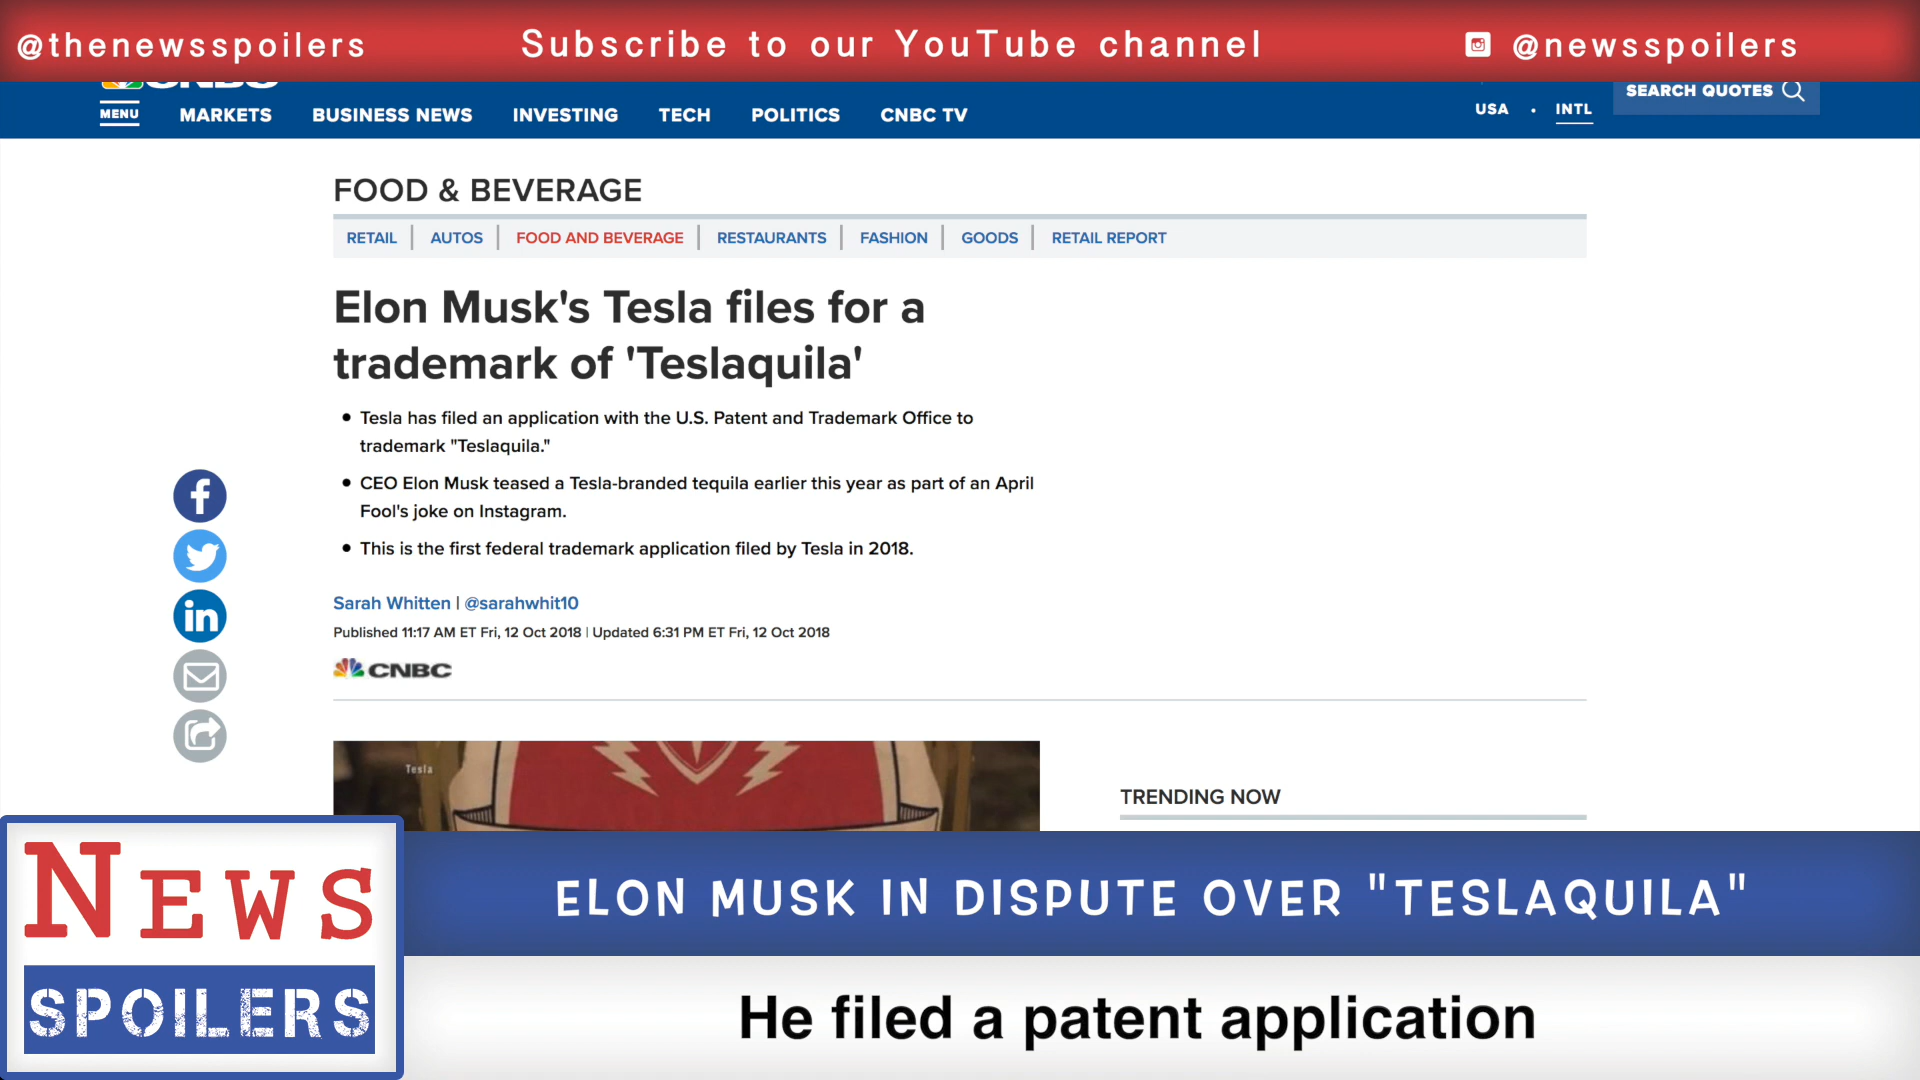 @thenewsspoilers
Subscribe to our YouTube channel
@newsspoilers
CNBC
MENU
MARKETS
BUSINESS NEWS
INVESTING
TECH
POLITICS
CNBC TV
USA
INTL
SEARCH QUOTES
FOOD & BEVERAGE
RETAIL | AUTOS | FOOD AND BEVERAGE | RESTAURANTS | FASHION | GOODS | RETAIL REPORT
Elon Musk's Tesla files for a
trademark of 'Teslaquila'
• Tesla has filed an application with the U.S. Patent and Trademark Office to
trademark "Teslaquila."
• CEO Elon Musk teased a Tesla-branded tequila earlier this year as part of an April
Fool's joke on Instagram.
• This is the first federal trademark application filed by Tesla in 2018.
Sarah Whitten | @sarahwhit10
Published 11:17 AM ET Fri, 12 Oct 2018 | Updated 6:31 PM ET Fri, 12 Oct 2018
CNBC
Tesla
TRENDING NOW
NEWS
SPOILERS
ELON MUSK IN DISPUTE OVER "TESLAQUILA"
He filed a patent application